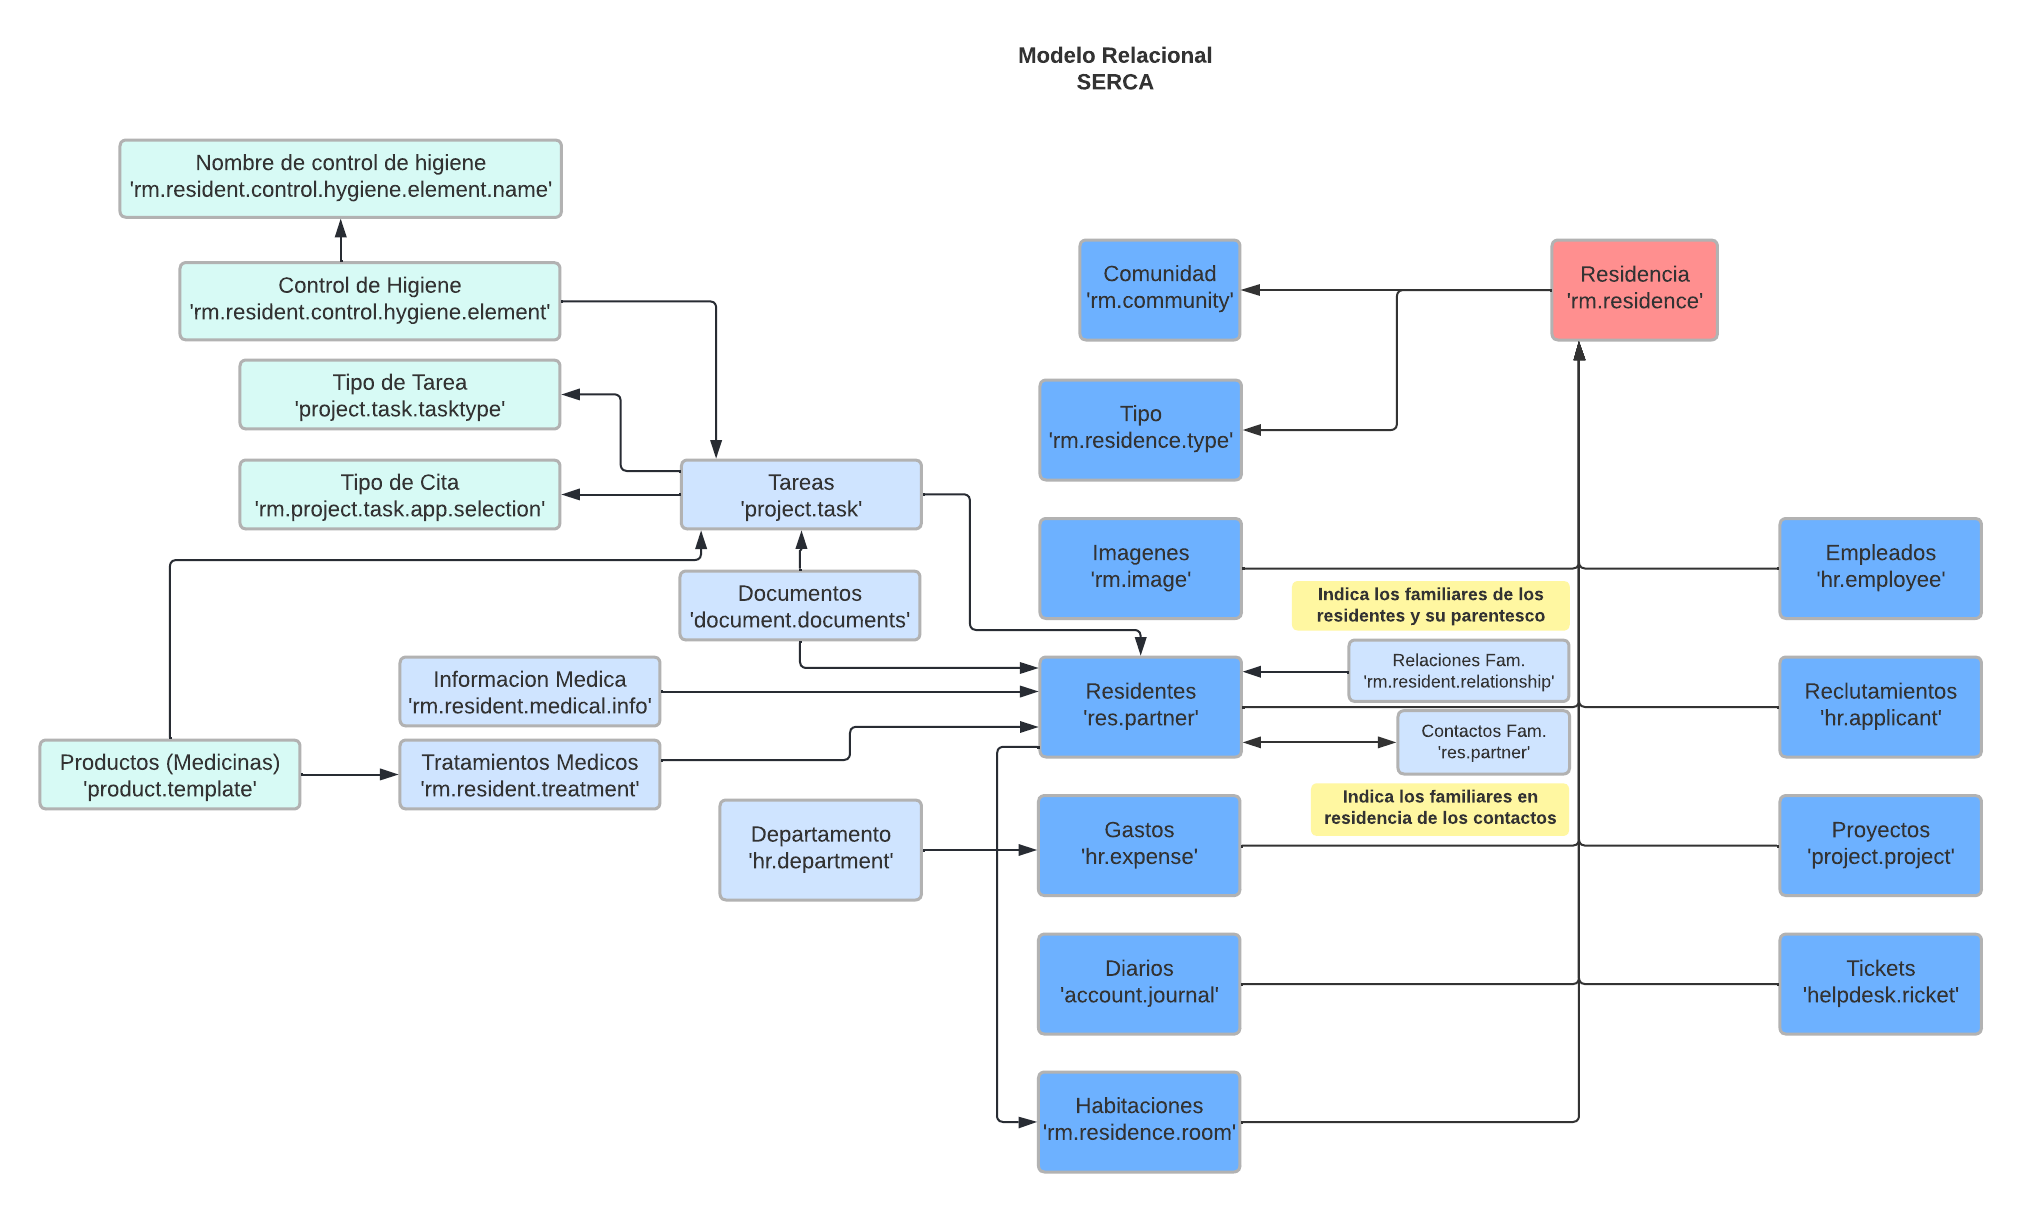 Modelo Relacional
SERCA
Nombre de control de higiene
'rm.resident.control.hygiene.element.name'
Control de Higiene
'rm.resident.control.hygiene.element'
Tipo de Tarea
'project.task.tasktype'
Tipo de Cita
'rm.project.task.app.selection'
Tareas
'project.task'
Documentos
'document.documents'
Informacion Medica
'rm.resident.medical.info'
Productos (Medicinas)
'product.template'
Tratamientos Medicos
'rm.resident.treatment'
Departamento
'hr.department'
Comunidad
'rm.community'
Residencia
'rm.residence'
Tipo
'rm.residence.type'
Imagenes
'rm.image'
Empleados
'hr.employee'
Indica los familiares de los
residentes y su parentesco
Relaciones Fam.
'rm.resident.relationship'
Residentes
'res.partner'
Reclutamientos
'hr.applicant'
Contactos Fam.
'res.partner'
Indica los familiares en
residencia de los contactos
Gastos
'hr.expense'
Proyectos
'project.project'
Diarios
'account.journal'
Tickets
'helpdesk.ricket'
Habitaciones
'rm.residence.room'